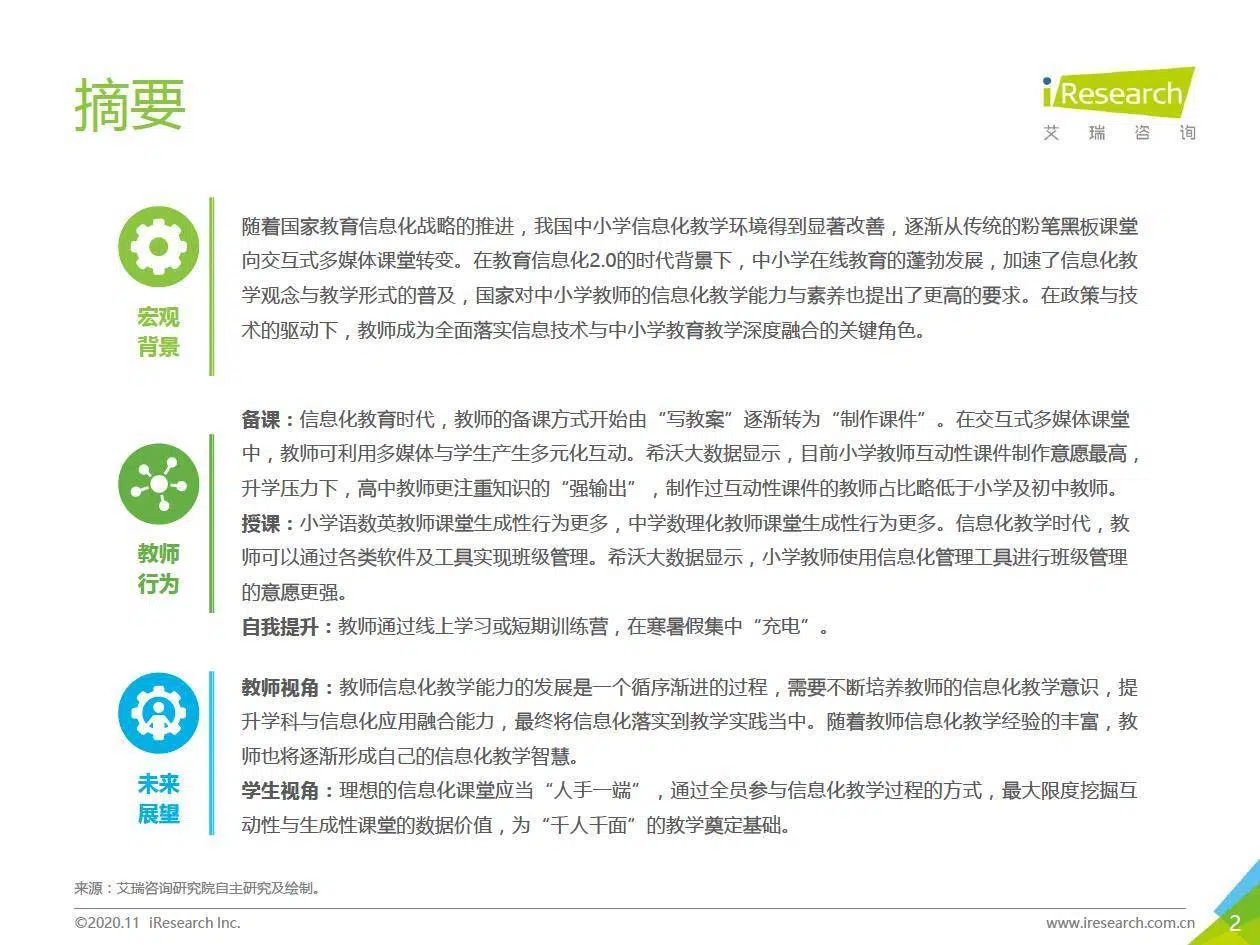 摘要
iResearch
艾瑞咨询
宏观
背景
随着国家教育信息化战略的推进，我国中小学信息化教学环境得到显著改善，逐渐从传统的粉笔黑板课堂
向交互式多媒体课堂转变。在教育信息化2.0的时代背景下，中小学在线教育的蓬勃发展，加速了信息化教
学观念与教学形式的普及，国家对中小学教师的信息化教学能力与素养也提出了更高的要求。在政策与技
术的驱动下，教师成为全面落实信息技术与中小学教育教学深度融合的关键角色。
教师
行为
备课：信息化教育时代，教师的备课方式开始由“写教案”逐渐转为“制作课件”。在交互式多媒体课堂
中，教师可利用多媒体与学生产生多元化互动。希沃大数据显示，目前小学教师互动性课件制作意愿最高，
升学压力下，高中教师更注重知识的“强输出”，制作过互动性课件的教师占比略低于小学及初中教师。
授课：小学语数英教师课堂生成性行为更多，中学数理化教师课堂生成性行为更多。信息化教学时代，教
师可以通过各类软件及工具实现班级管理。希沃大数据显示，小学教师使用信息化管理工具进行班级管理
的意愿更强。
自我提升：教师通过线上学习或短期训练营，在寒暑假集中“充电”。
未来
展望
教师视角：教师信息化教学能力的发展是一个循序渐进的过程，需要不断培养教师的信息化教学意识，提
升学科与信息化应用融合能力，最终将信息化落实到教学实践当中。随着教师信息化教学经验的丰富，教
师也将逐渐形成自己的信息化教学智慧。
学生视角：理想的信息化课堂应当“人手一端”，通过全员参与信息化教学过程的方式，最大限度挖掘互
动性与生成性课堂的数据价值，为“千人千面”的教学奠定基础。
来源：艾瑞咨询研究院自主研究及绘制。
©2020.11 iResearch Inc.
www.iresearch.com.cn
2